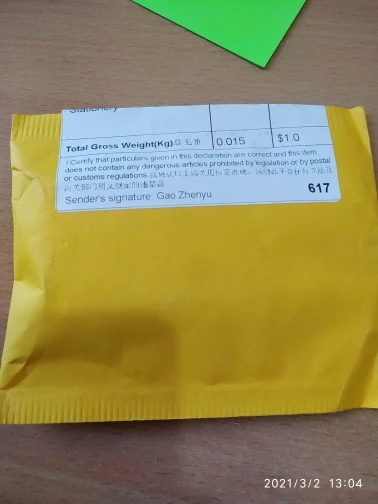 Stationery
Total Gross Weight(Kg)总毛重 0.015 $1.0
I Certify that particulars given in this declaration are correct and this item
does not contain any dangerous articles prohibited by legislation or by postal
or customs regulations
Sender's signature: Gao Zhenyu 617
2021/3/2 13:04